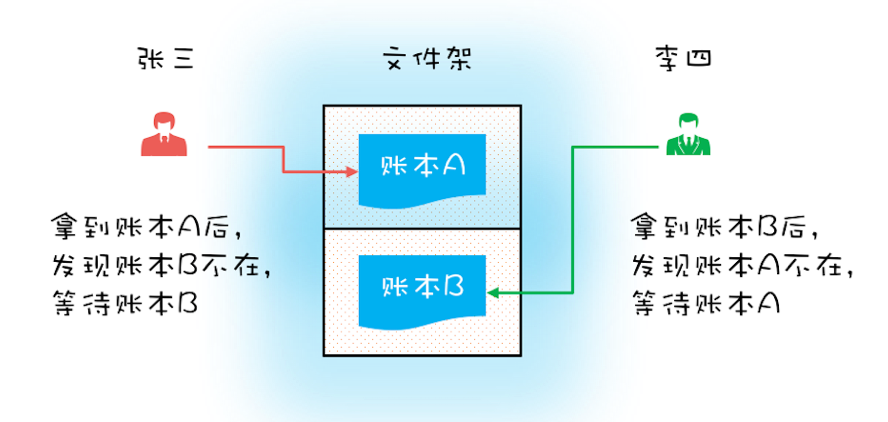 张三
文件架
李四
账本A
拿到账本A后，
发现账本B不在，
等待账本B
账本B
拿到账本B后，
发现账本A不在，
等待账本A